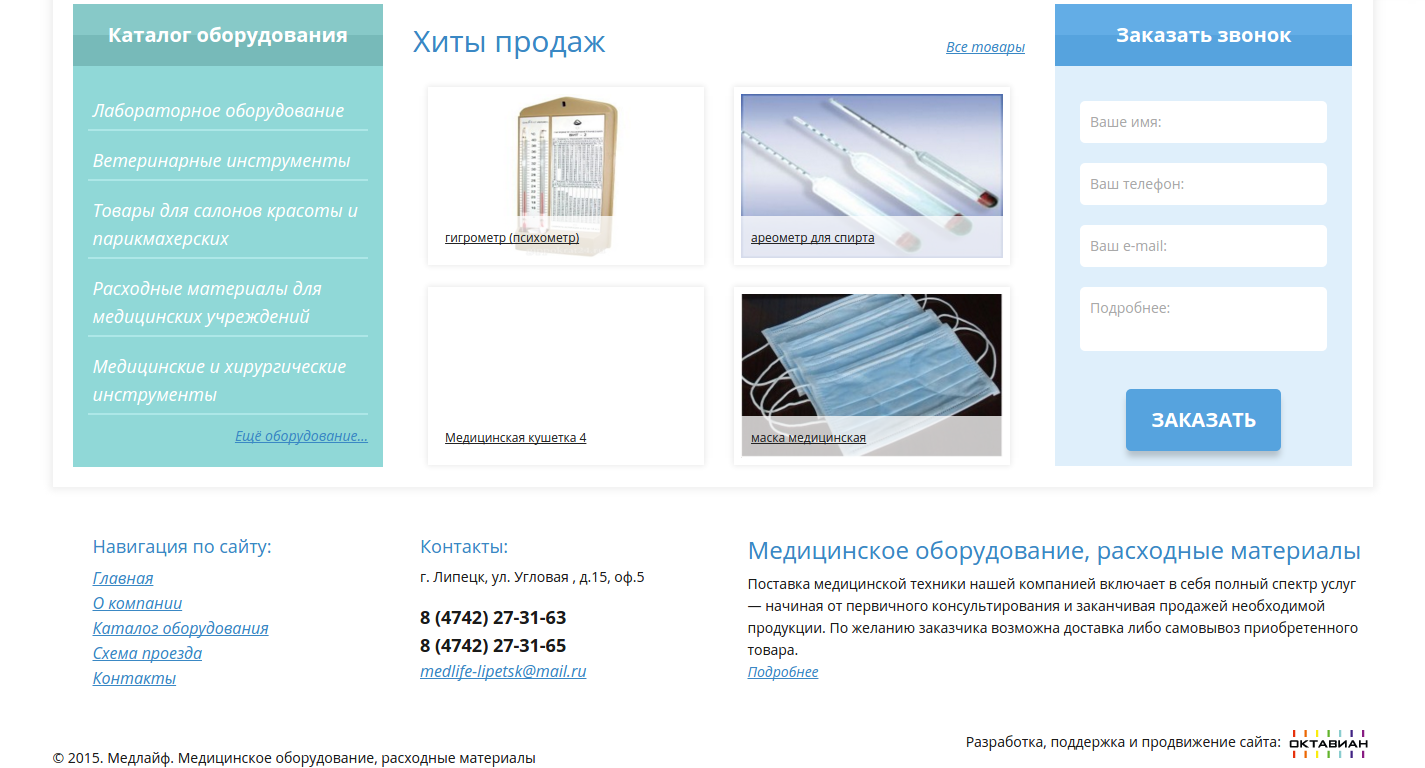 Каталог оборудования
Лабораторное оборудование
Ветеринарные инструменты
Товары для салонов красоты и
парикмахерских
Расходные материалы для
медицинских учреждений
Медицинские и хирургические
инструменты
Ещё оборудование...
Хиты продаж
Все товары
гигрометр (психометр)
ареометр для спирта
Медицинская кушетка 4
маска медицинская
Заказать звонок
Ваше имя:
Ваш телефон:
Ваш e-mail:
Подробнее:
ЗАКАЗАТЬ
Навигация по сайту:
Главная
О компании
Каталог оборудования
Схема проезда
Контакты
Контакты:
г. Липецк, ул. Угловая , д.15, оф.5
8 (4742) 27-31-63
8 (4742) 27-31-65
medlife-lipetsk@mail.ru
Медицинское оборудование, расходные материалы
Поставка медицинской техники нашей компанией включает в себя полный спектр услуг
— начиная от первичного консультирования и заканчивая продажей необходимой
продукции. По желанию заказчика возможна доставка либо самовывоз приобретенного
товара.
Подробнее
Разработка, поддержка и продвижение сайта:
ОКТАВИАН
© 2015. Медлайф. Медицинское оборудование, расходные материалы